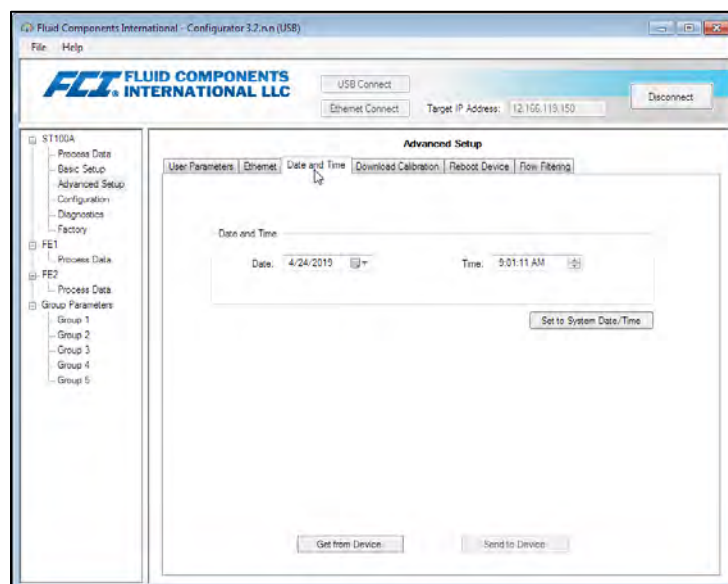 Fluid Components International - Configurator 3.2.n.n (USB)
File Help
FCI. FLUID COMPONENTS
INTERNATIONAL LLC
USB Connect
Ethernet Connect Target IP Address: 12.166.119.150
Disconnect
ST100A
Process Data
Basic Setup
Advanced Setup
Configuration
Diagnostics
Factory
FE1
Process Data
FE2
Process Data
Group Parameters
Group 1
Group 2
Group 3
Group 4
Group 5
Advanced Setup
User Parameters Ethernet Date and Time Download Calibration Reboot Device Flow Filtering
Date and Time
Date: 4/24/2019 Time: 9:01:11 AM
Set to System Date/Time
Get from Device Send to Device